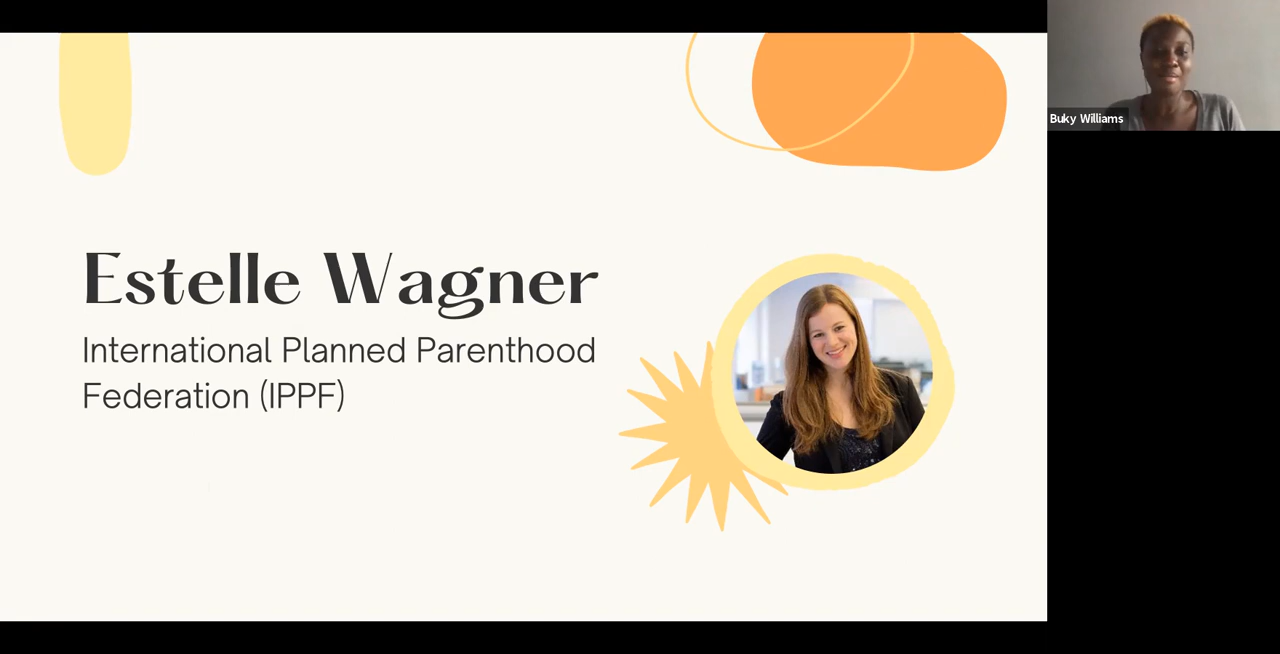 Estelle Wagner
International Planned Parenthood
Federation (IPPF)
Buky Williams